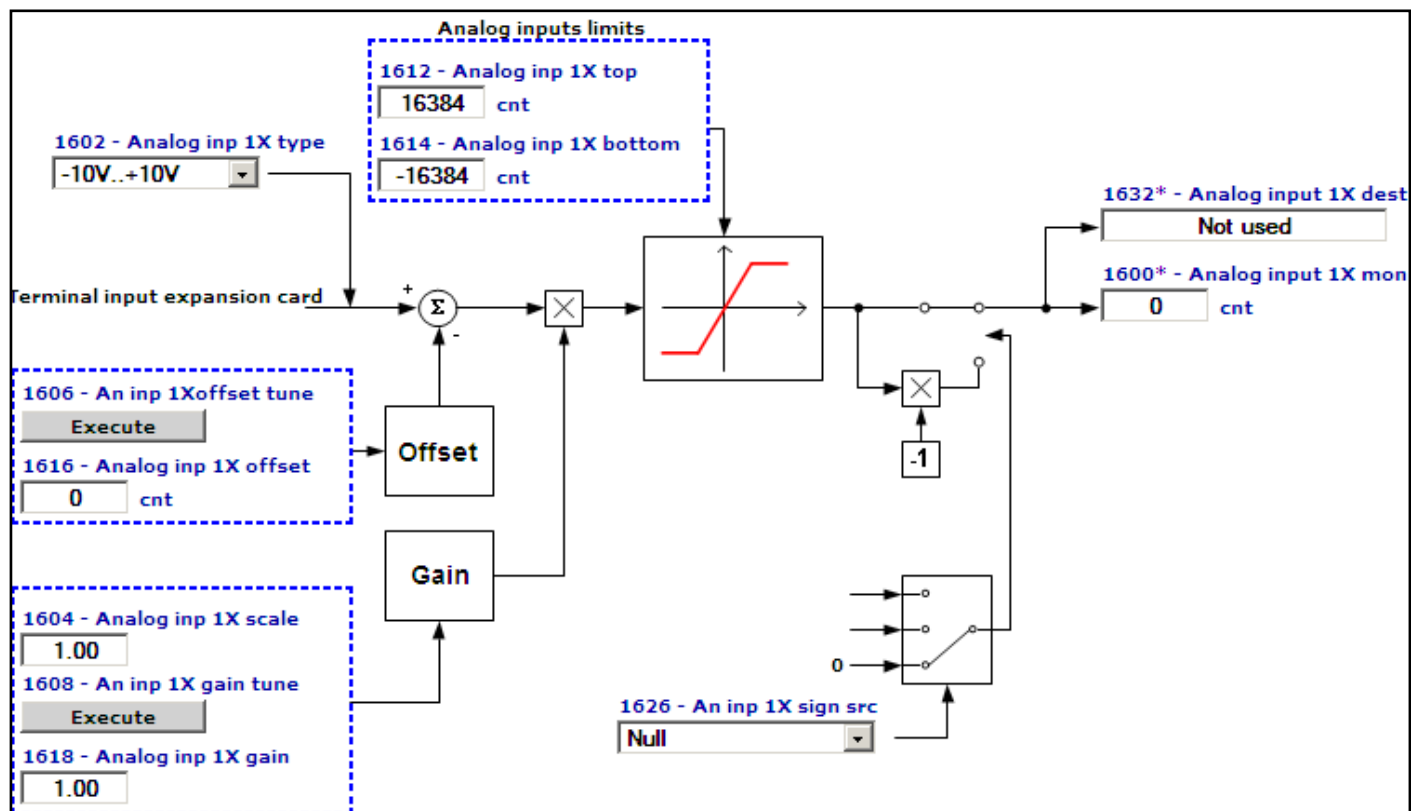 Analog inputs limits
1612 - Analog inp 1X top
16384 cnt
1614 - Analog inp 1X bottom
-16384 cnt
1602 - Analog inp 1X type
-10V..+10V
1632* - Analog input 1X dest
Not used
1600* - Analog input 1X mon
0 cnt
Terminal input expansion card
+
Σ
-
1606 - An inp 1Xoffset tune
Execute
1616 - Analog inp 1X offset
0 cnt
Offset
-1
Gain
1604 - Analog inp 1X scale
1.00
1608 - An inp 1X gain tune
Execute
1618 - Analog inp 1X gain
1.00
0
1626 - An inp 1X sign src
Null